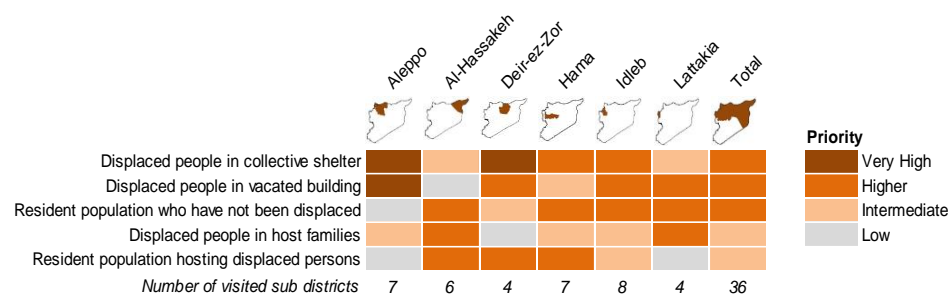 Aleppo
Al-Hassakeh
Deir-ez-Zor
Hama
Idleb
Lattakia
Total
Priority
Very High
Higher
Intermediate
Low
Displaced people in collective shelter
Displaced people in vacated building
Resident population who have not been displaced
Displaced people in host families
Resident population hosting displaced persons
Number of visited sub districts 7 6 4 7 8 4 36